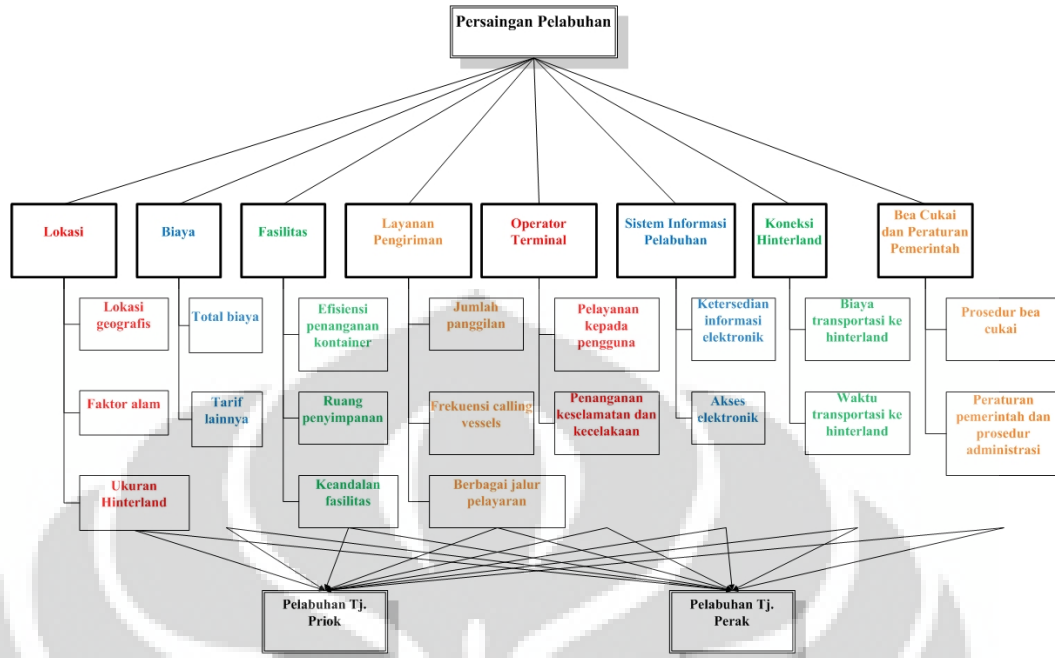 Persaingan Pelabuhan
Lokasi
Biaya
Fasilitas
Layanan
Pengiriman
Operator
Terminal
Sistem Informasi
Pelabuhan
Koneksi
Hinterland
Bea Cukai
dan Peraturan
Pemerintah
Lokasi
geografis
Faktor alam
Ukuran
Hinterland
Total biaya
Tarif
lainnya
Efisiensi
penanganan
kontainer
Ruang
penyimpanan
Keandalan
fasilitas
Jumlah
panggilan
Frekuensi calling
vessels
Berbagai jalur
pelayaran
Pelayanan
kepada
pengguna
Penanganan
keselamatan dan
kecelakaan
Ketersedian
informasi
elektronik
Akses
elektronik
Biaya
transportasi ke
hinterland
Waktu
transportasi ke
hinterland
Prosedur bea
cukai
Peraturan
pemerintah dan
prosedur
administrasi
Pelabuhan Tj.
Priok
Pelabuhan Tj.
Perak